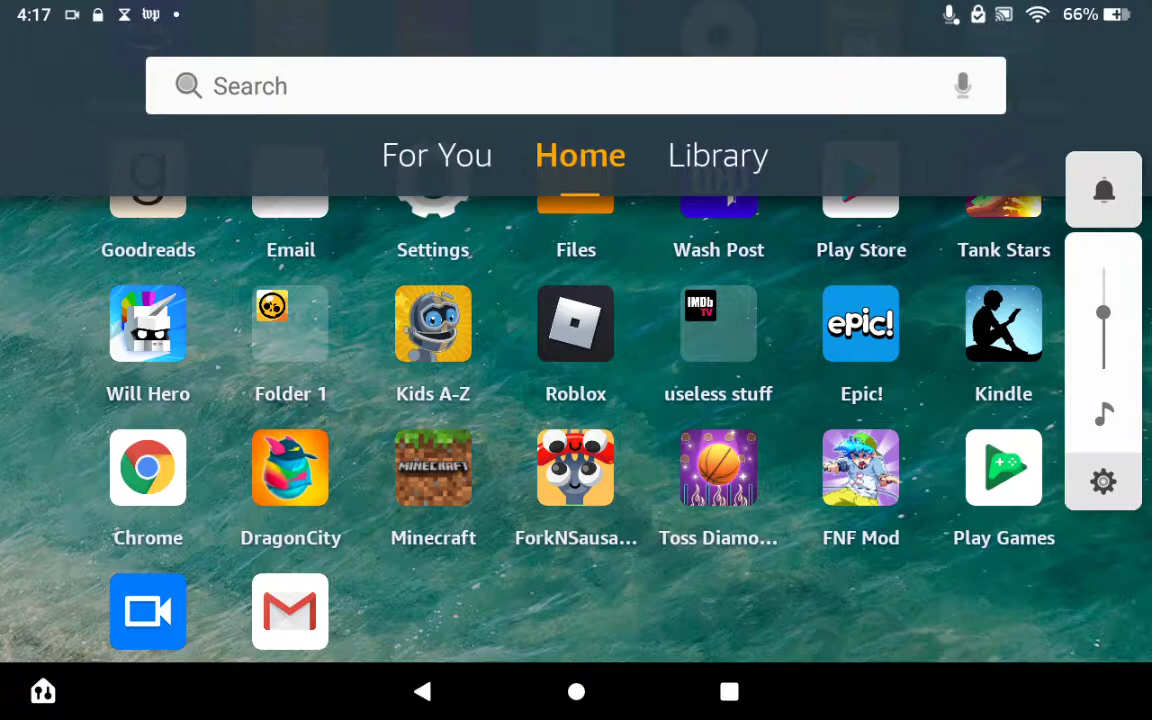 4:17 wp 66%
Search
For You Home Library
g
Goodreads Email Settings Files Wash Post Play Store Tank Stars
IMDb
TV
epic!
Will Hero Folder 1 Kids A-Z Roblox useless stuff Epic! Kindle
MINECRAFT
Chrome DragonCity Minecraft ForkNSausa... Toss Diamo... FNF Mod Play Games